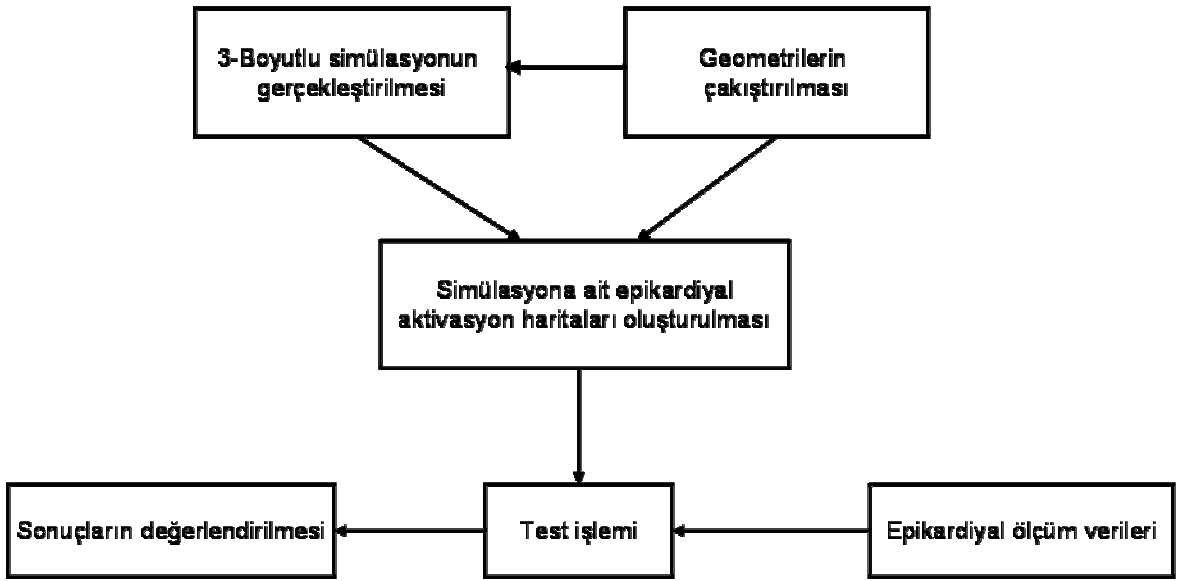 3-Boyutlu simülasyonun
gerçekleştirilmesi
Geometrilerin
çakıştırılması
Simülasyona ait epikardiyal
aktivasyon haritaları oluşturulması
Sonuçların değerlendirilmesi
Test işlemi
Epikardiyal ölçüm verileri